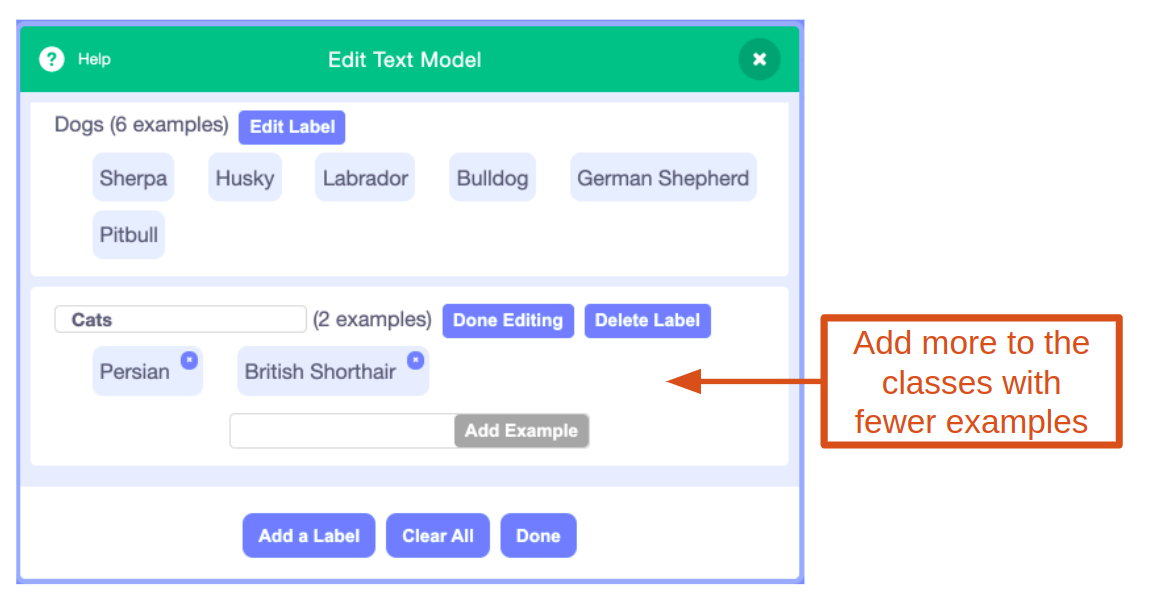 ? Help Edit Text Model ×
Dogs (6 examples) Edit Label
Sherpa Husky Labrador Bulldog German Shepherd
Pitbull
Cats (2 examples) Done Editing Delete Label
Persian × British Shorthair ×
Add Example
Add a Label Clear All Done
Add more to the
classes with
fewer examples